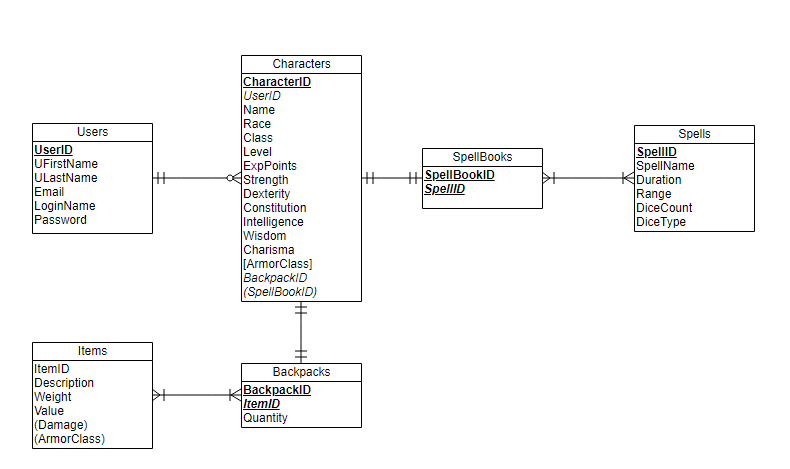 Characters
CharacterID
UserID
Name
Race
Class
Level
ExpPoints
Strength
Dexterity
Constitution
Intelligence
Wisdom
Charisma
[ArmorClass]
BackpackID
(SpellBookID)
Users
UserID
UFirstName
ULastName
Email
LoginName
Password
SpellBooks
SpellBookID
SpellID
Spells
SpellID
SpellName
Duration
Range
DiceCount
DiceType
Items
ItemID
Description
Weight
Value
(Damage)
(ArmorClass)
Backpacks
BackpackID
ItemID
Quantity